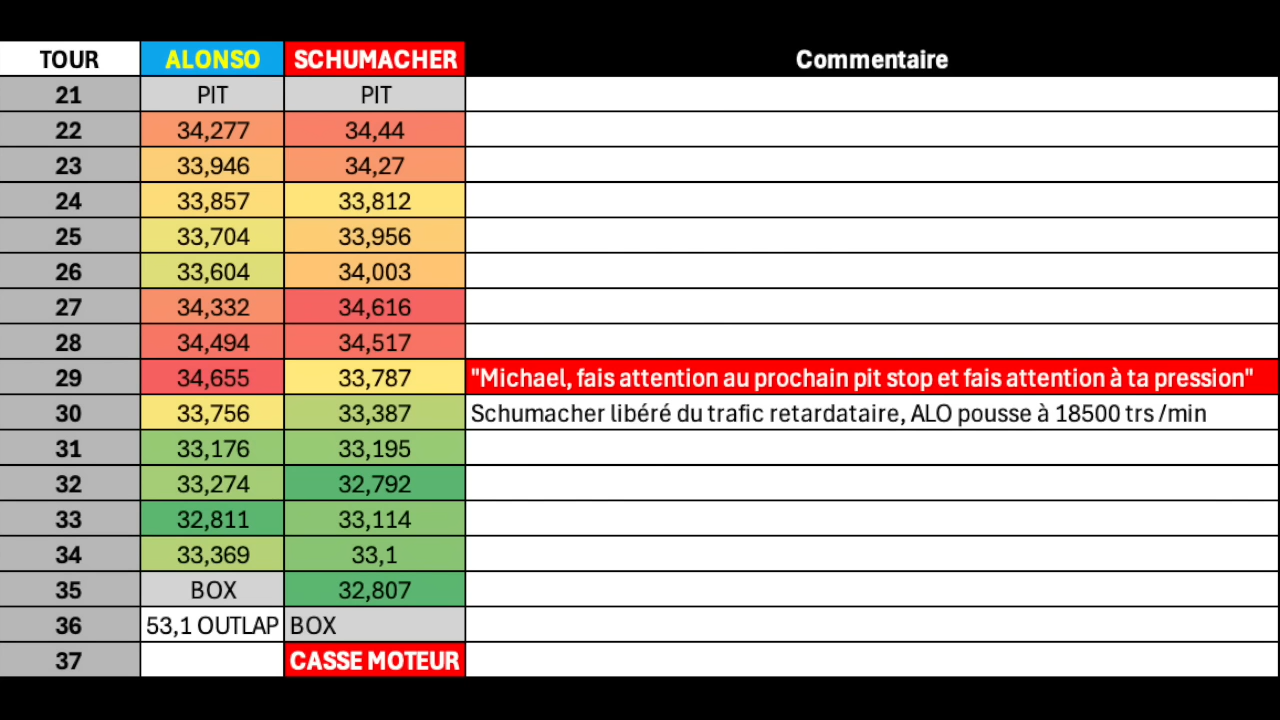 TOUR ALONSO SCHUMACHER Commentaire
21 PIT PIT
22 34,277 34,44
23 33,946 34,27
24 33,857 33,812
25 33,704 33,956
26 33,604 34,003
27 34,332 34,616
28 34,494 34,517
29 34,655 33,787 "Michael, fais attention au prochain pit stop et fais attention à ta pression"
30 33,756 33,387 Schumacher libéré du trafic retardataire, ALO pousse à 18500 trs /min
31 33,176 33,195
32 33,274 32,792
33 32,811 33,114
34 33,369 33,1
35 BOX 32,807
36 53,1 OUTLAP BOX
37 CASSE MOTEUR